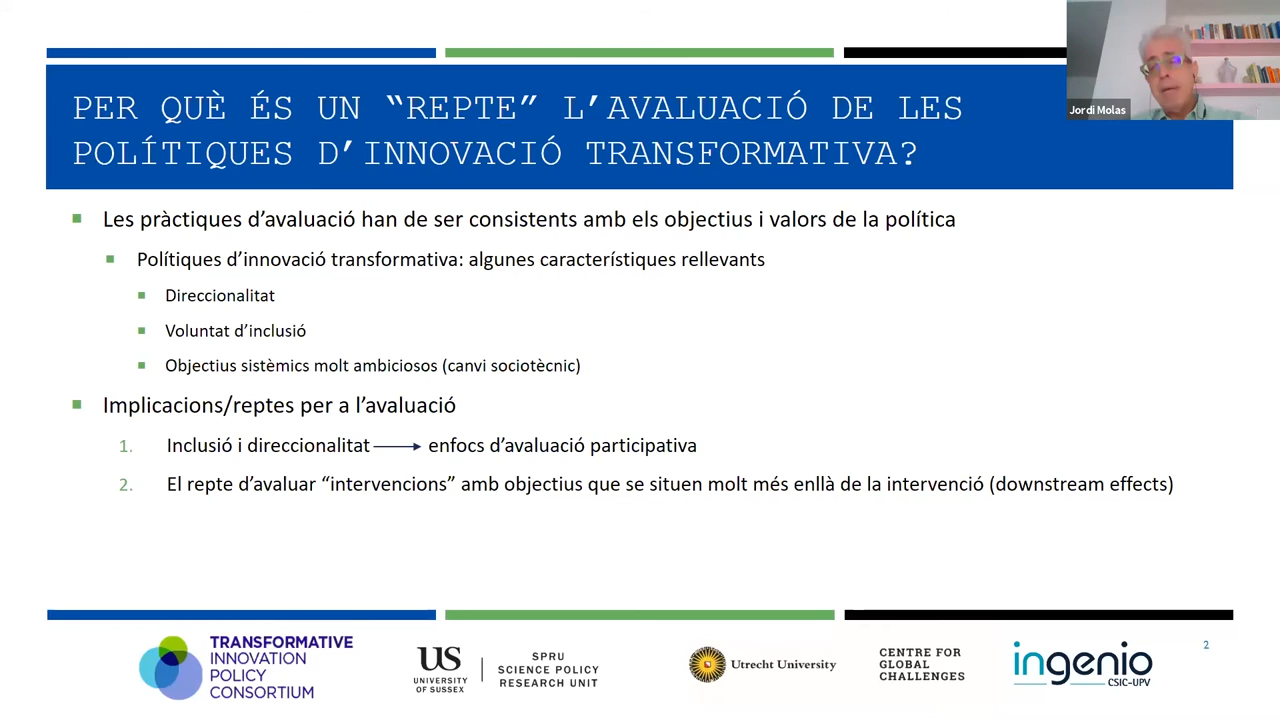 Jordi Molas
PER QUÈ ÉS UN “REPTE” L’AVALUACIÓ DE LES
POLÍTIQUES D’INNOVACIÓ TRANSFORMATIVA?
Les pràctiques d’avaluació han de ser consistents amb els objectius i valors de la política
Polítiques d’innovació transformativa: algunes característiques rellevants
Direccionalitat
Voluntat d’inclusió
Objectius sistèmics molt ambiciosos (canvi sociotècnic)
Implicacions/reptes per a l’avaluació
1. Inclusió i direccionalitat → enfocs d’avaluació participativa
2. El repte d’avaluar “intervencions” amb objectius que se situen molt més enllà de la intervenció (downstream effects)
TRANSFORMATIVE
INNOVATION
POLICY
CONSORTIUM
US
UNIVERSITY
OF SUSSEX
SPRU
SCIENCE POLICY
RESEARCH UNIT
Utrecht University
CENTRE FOR
GLOBAL
CHALLENGES
ingenio
CSIC-UPV
2